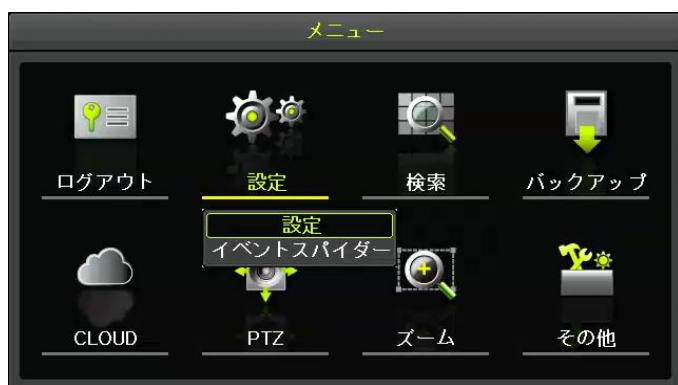 メニュー
ログアウト
設定
検索
バックアップ
設定
イベントスパイダー
CLOUD
PTZ
ズーム
その他